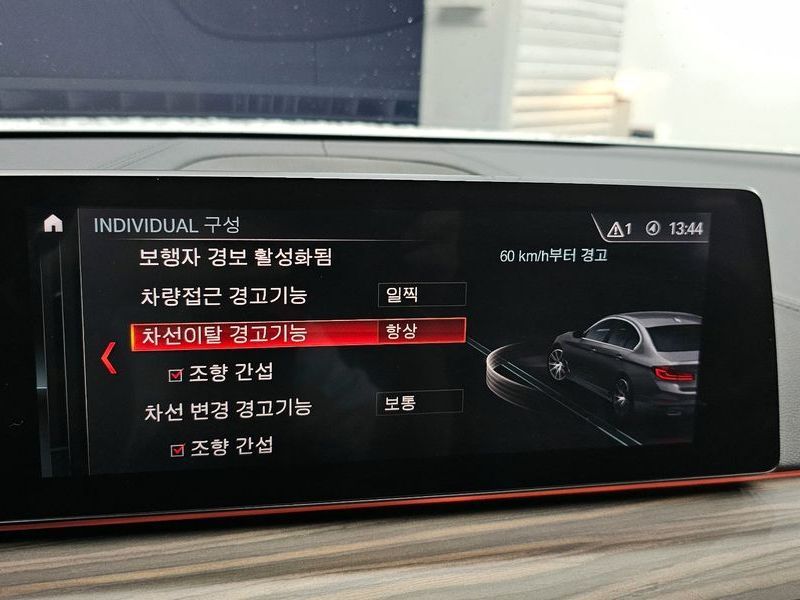 INDIVIDUAL 구성
1 13:44
보행자 경보 활성화됨
60 km/h부터 경고
차량접근 경고기능 일찍
차선이탈 경고기능 항상
조향 간섭
차선 변경 경고기능 보통
조향 간섭